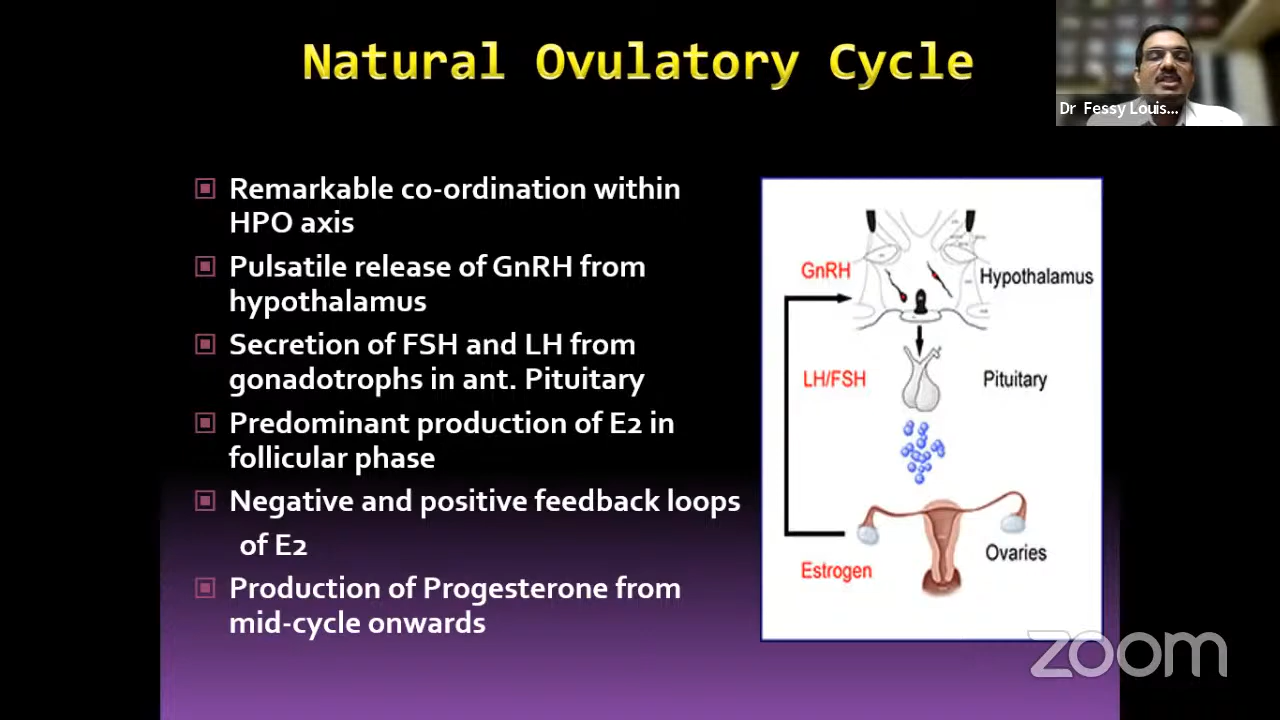 Natural Ovulatory Cycle
Dr Fessy Louis...
Remarkable co-ordination within
HPO axis
Pulsatile release of GnRH from
hypothalamus
Secretion of FSH and LH from
gonadotrophs in ant. Pituitary
Predominant production of E2 in
follicular phase
Negative and positive feedback loops
of E2
Production of Progesterone from
mid-cycle onwards
GnRH
Hypothalamus
LH/FSH
Pituitary
Ovaries
Estrogen
zoom